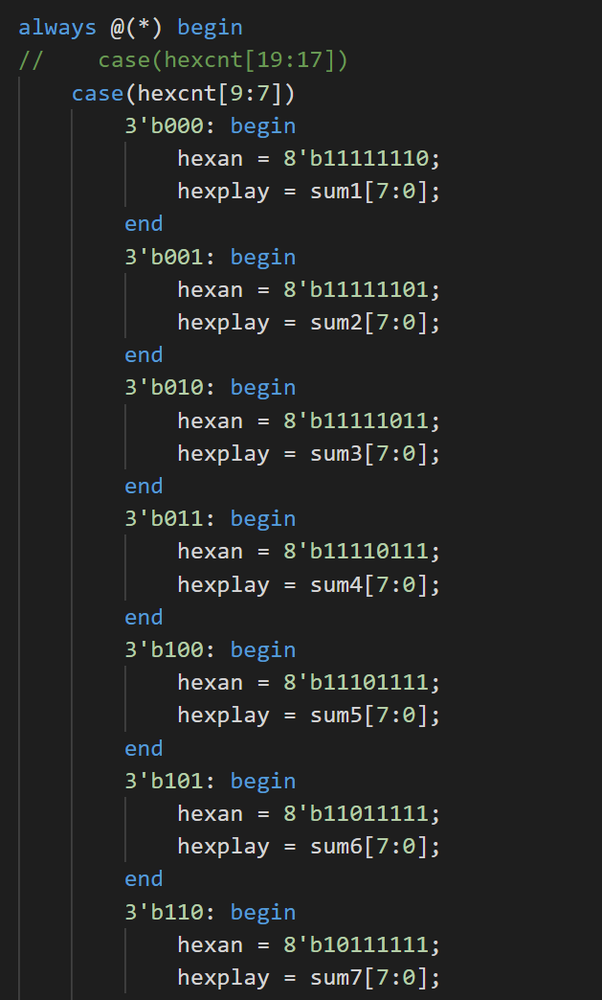 always @(*) begin
//    case(hexcnt[19:17])
    case(hexcnt[9:7])
        3'b000: begin
            hexan = 8'b11111110;
            hexplay = sum1[7:0];
        end
        3'b001: begin
            hexan = 8'b11111101;
            hexplay = sum2[7:0];
        end
        3'b010: begin
            hexan = 8'b11111011;
            hexplay = sum3[7:0];
        end
        3'b011: begin
            hexan = 8'b11110111;
            hexplay = sum4[7:0];
        end
        3'b100: begin
            hexan = 8'b11101111;
            hexplay = sum5[7:0];
        end
        3'b101: begin
            hexan = 8'b11011111;
            hexplay = sum6[7:0];
        end
        3'b110: begin
            hexan = 8'b10111111;
            hexplay = sum7[7:0];